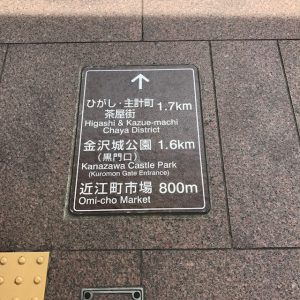 ひがし・主計町 1.7km
茶屋街
Higashi & Kazue-machi
Chaya District
金沢城公園 1.6km
(黒門口)
Kanazawa Castle Park
(Kuromon Gate Entrance)
近江町市場 800m
Omi-cho Market